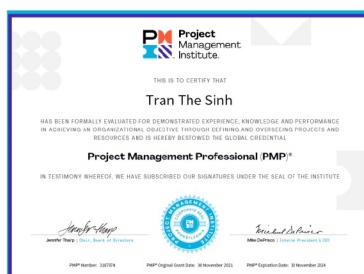 Project
Management
Institute.
THIS IS TO CERTIFY THAT
Tran The Sinh
HAS BEEN FORMALLY EVALUATED FOR DEMONSTRATED EXPERIENCE, KNOWLEDGE AND PERFORMANCE
IN ACHIEVING AN ORGANIZATIONAL OBJECTIVE THROUGH DEFINING AND OVERSEEING PROJECTS AND
RESOURCES AND IS HEREBY BESTOWED THE GLOBAL CREDENTIAL
Project Management Professional (PMP)®
IN TESTIMONY WHEREOF, WE HAVE SUBSCRIBED OUR SIGNATURES UNDER THE SEAL OF THE INSTITUTE
Jennifer Tharp | Chair, Board of Directors
Mike DePrisco | Interim President & CEO
PMP® Number:
PMP® Original Grant Date: 30 November 2021
PMP® Expiration Date: 30 November 2024